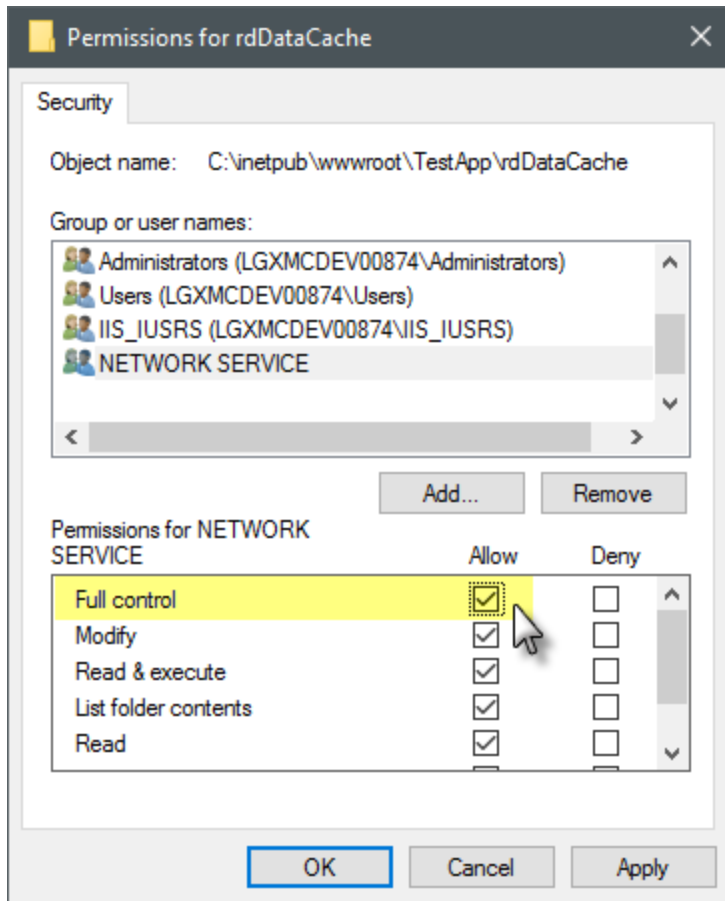 Permissions for rdDataCache
Security
Object name: C:\inetpub\wwwroot\TestApp\rdDataCache
Group or user names:
Administrators (LGXMCDEV00874\Administrators)
Users (LGXMCDEV00874\Users)
IIS_IUSRS (LGXMCDEV00874\IIS_IUSRS)
NETWORK SERVICE
Add... Remove
Permissions for NETWORK
SERVICE Allow Deny
Full control
Modify
Read & execute
List folder contents
Read
OK Cancel Apply